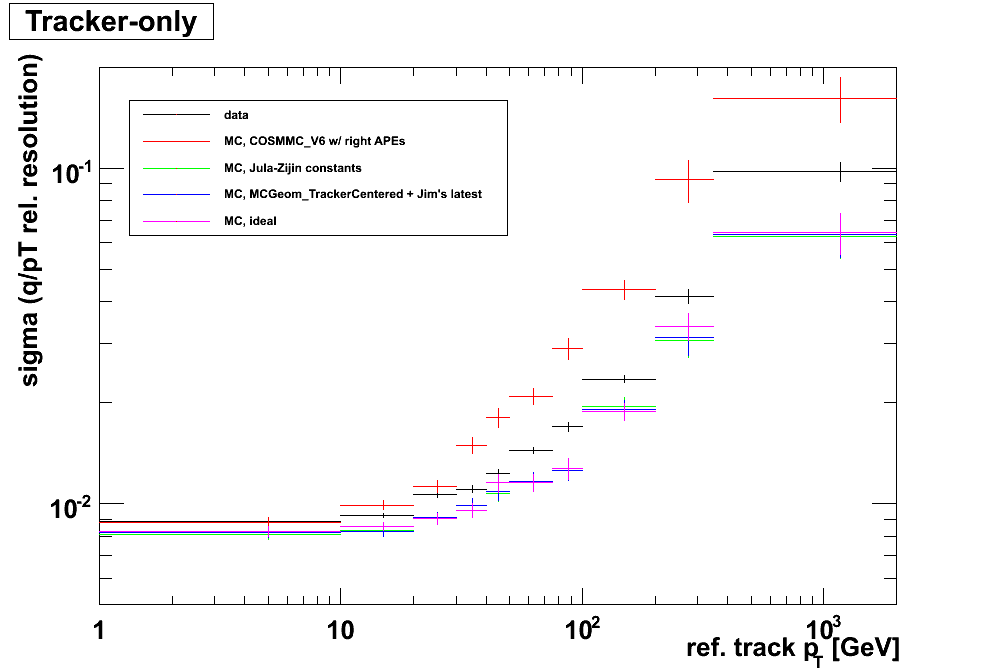 Tracker-only
sigma (q/pT rel. resolution)
data
MC, COSMMC_V6 w/ right APEs
MC, Jula-Zijin constants
MC, MCGeom_TrackerCentered + Jim's latest
MC, ideal
10^-1
10^-2
1 10 10^2 10^3
ref. track p_T [GeV]